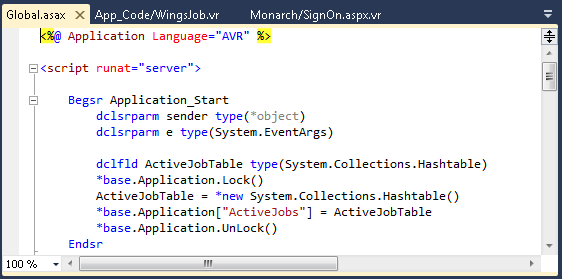 Global.asax × App_Code/WingsJob.vr Monarch/SignOn.aspx.vr
<%@ Application Language="AVR" %>
<script runat="server">
Begsr Application_Start
dclsrparm sender type(*object)
dclsrparm e type(System.EventArgs)
dclfld ActiveJobTable type(System.Collections.Hashtable)
*base.Application.Lock()
ActiveJobTable = *new System.Collections.Hashtable()
*base.Application["ActiveJobs"] = ActiveJobTable
*base.Application.UnLock()
Endsr
100 %